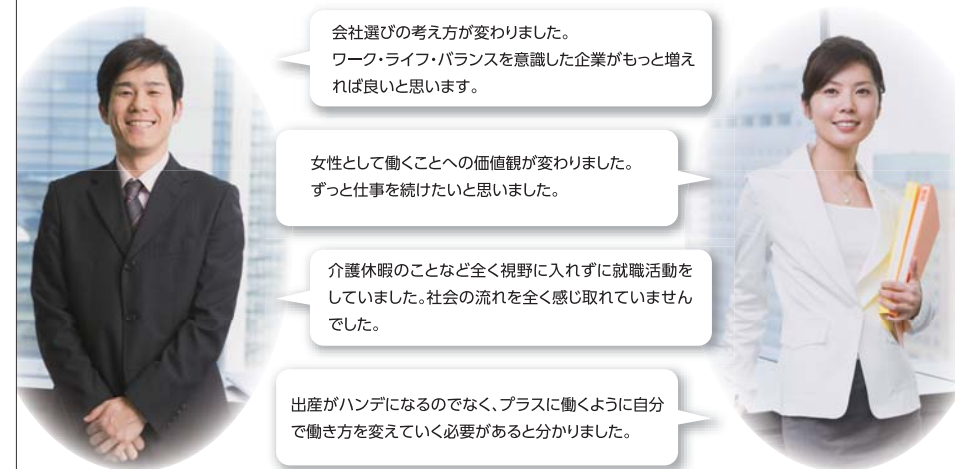 会社選びの考え方が変わりました。
ワーク・ライフ・バランスを意識した企業がもっと増え
れば良いと思います。
女性として働くことへの価値観が変わりました。
ずっと仕事を続けたいと思いました。
介護休暇のことなど全く視野に入れずに就職活動を
していました。社会の流れを全く感じ取れていません
でした。
出産がハンデになるのでなく、プラスに働くように自分
で働き方を変えていく必要があると分かりました。